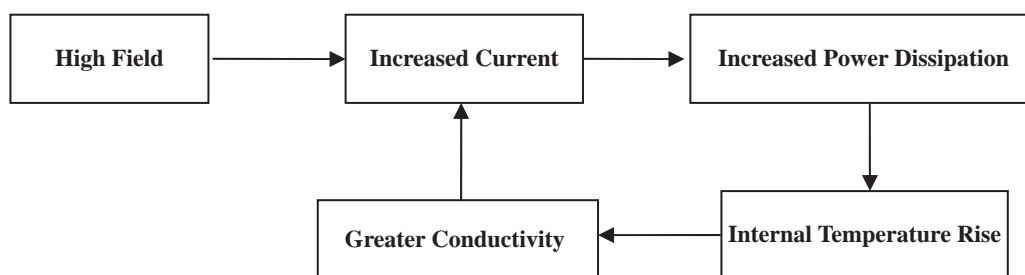 High Field
Increased Current
Increased Power Dissipation
Greater Conductivity
Internal Temperature Rise